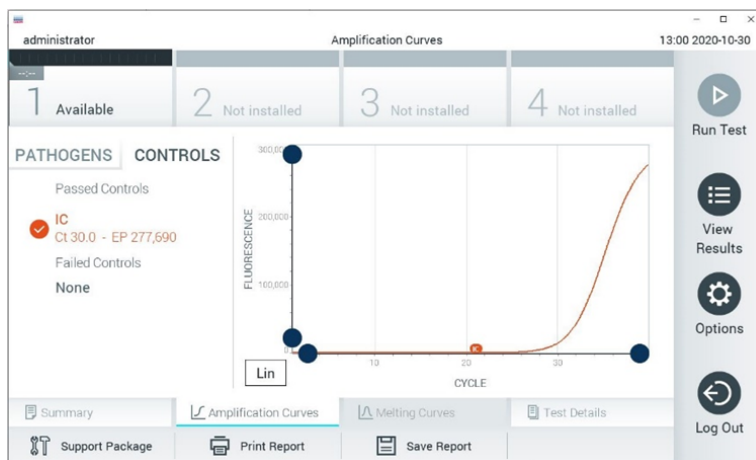 administrator
Amplification Curves
13:00 2020-10-30
--:--
1 Available
2 Not installed
3 Not installed
4 Not installed
Run Test
PATHOGENS CONTROLS
Passed Controls
IC
Ct 30.0 - EP 277,690
Failed Controls
None
300,000
200,000
100,000
0
FLUORESCENCE
IC
10
30
CYCLE
Lin
View
Results
Options
Log Out
Summary
Amplification Curves
Melting Curves
Test Details
Support Package
Print Report
Save Report